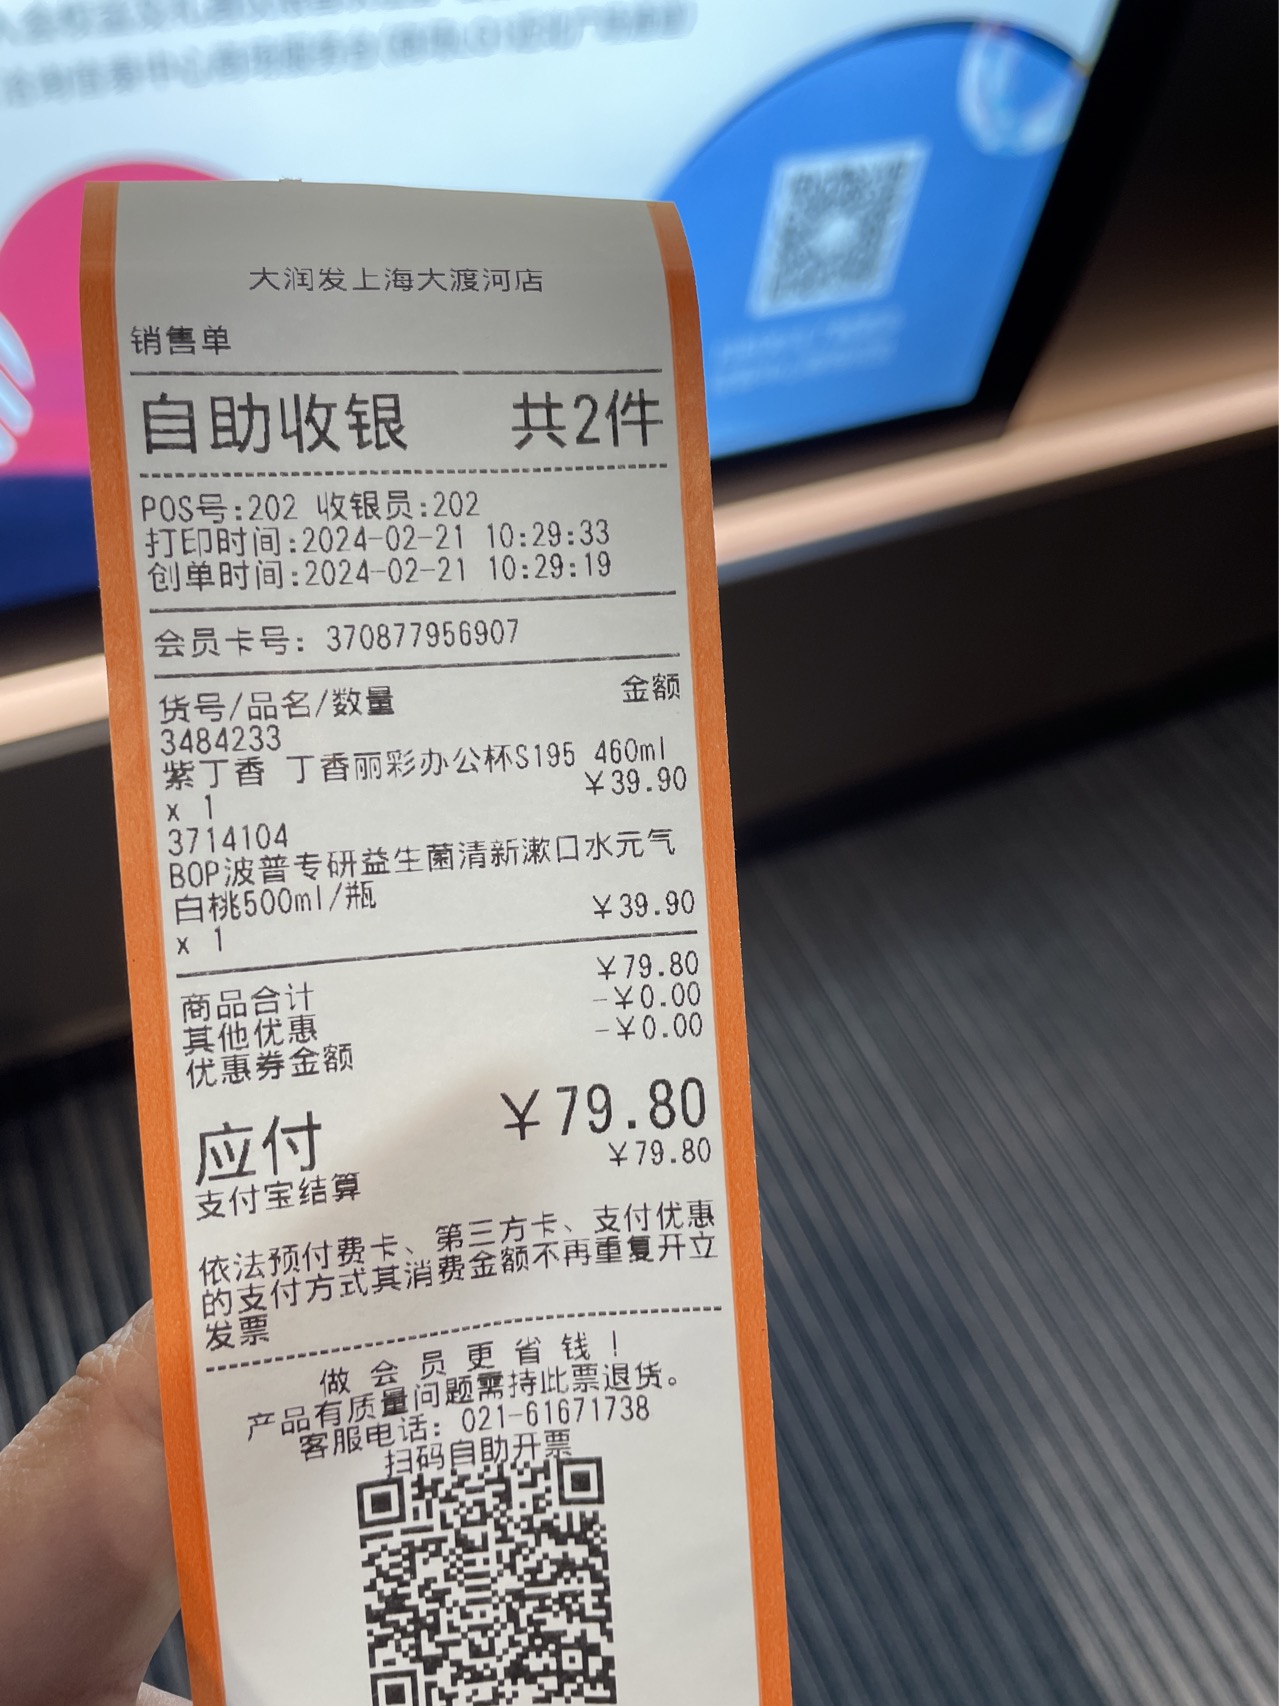 大润发上海大渡河店
销售单
自助收银 共2件
POS号:202 收银员:202
打印时间:2024-02-21 10:29:33
创单时间:2024-02-21 10:29:19
会员卡号: 370877956907
货号/品名/数量 金额
3484233
紫丁香 丁香丽彩办公杯S195 460ml
x 1 ¥39.90
3714104
BOP波普专研益生菌清新漱口水元气
白桃500ml/瓶
x 1 ¥39.90
商品合计 ¥79.80
其他优惠 -¥0.00
优惠券金额 -¥0.00
应付 ¥79.80
支付宝结算 ¥79.80
依法预付费卡、第三方卡、支付优惠
的支付方式其消费金额不再重复开立
发票
做会员更省钱!
产品有质量问题需持此票退货。
客服电话: 021-61671738
扫码自助开票